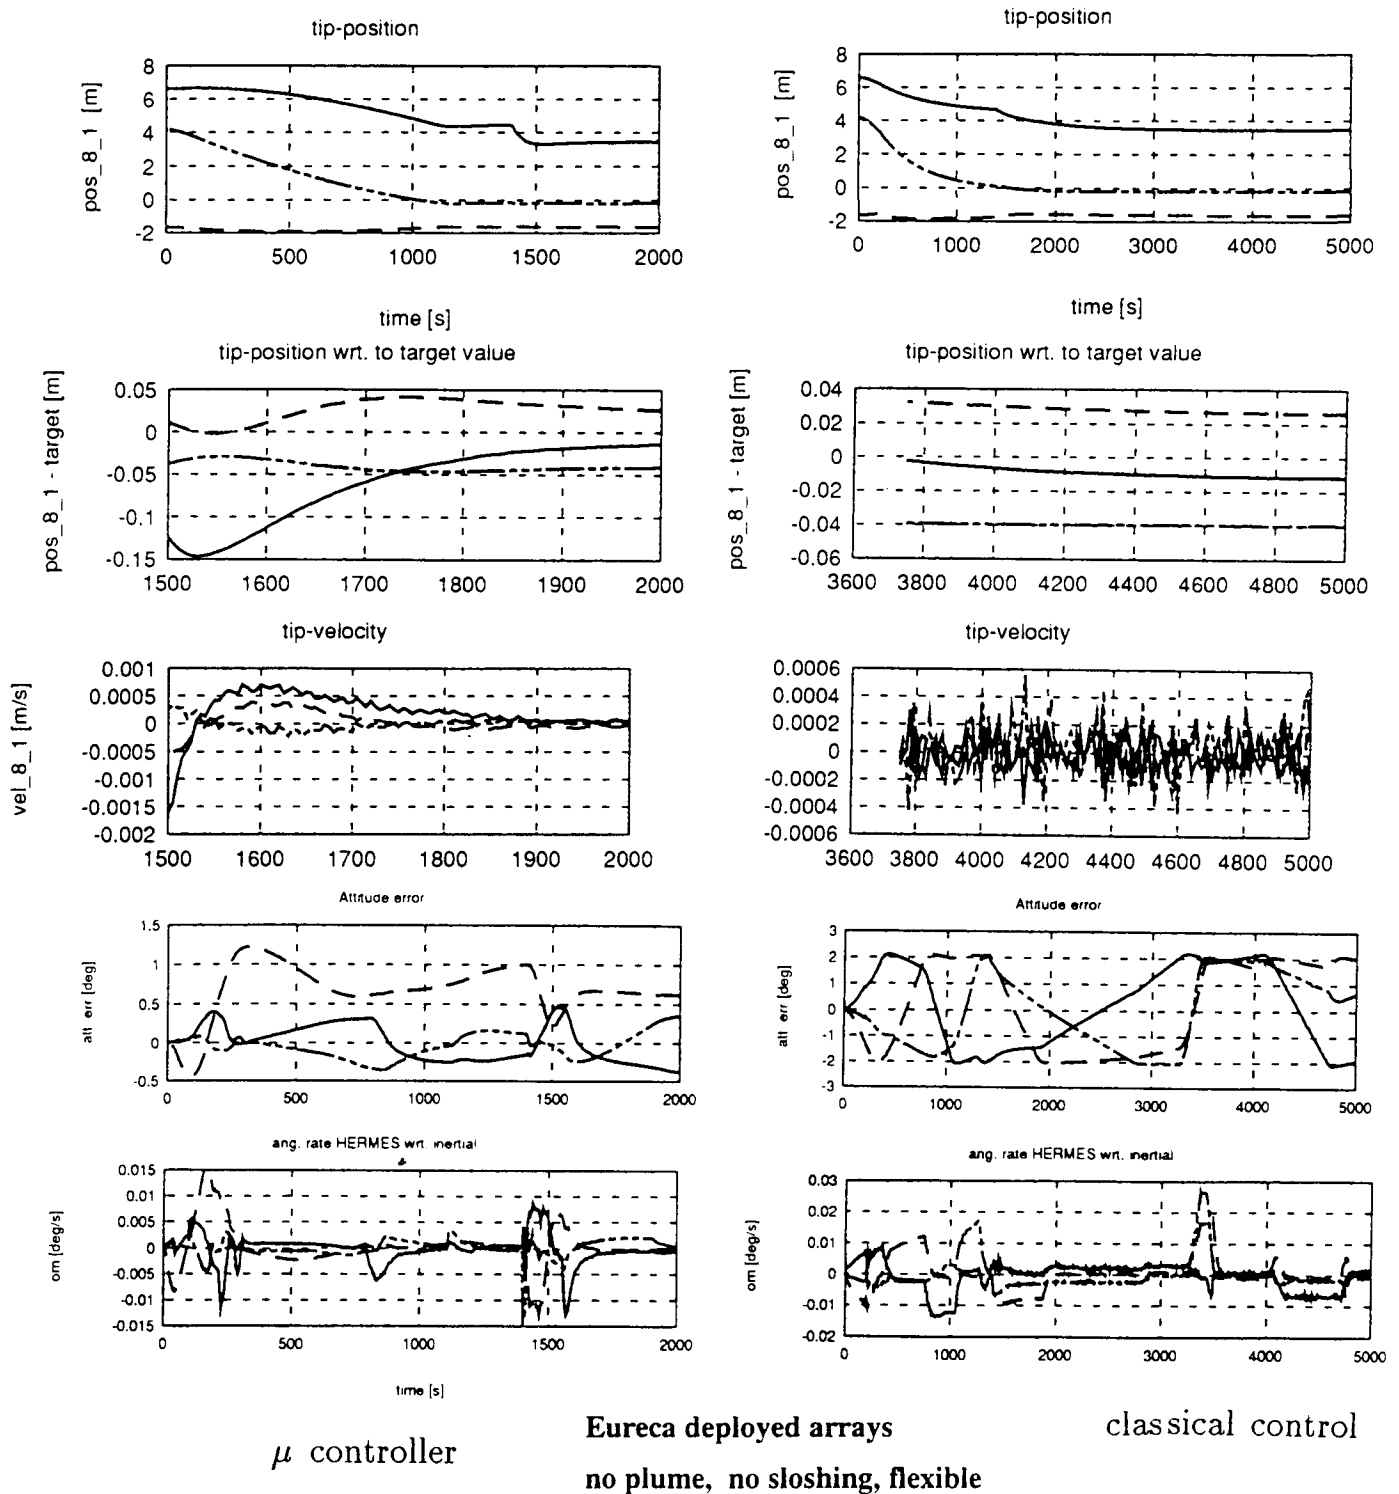 tip-position
pos_8_1 [m]
8
6
4
2
0
-2
0 500 1000 1500 2000
time [s]
tip-position
pos_8_1 [m]
8
6
4
2
0
-2
0 1000 2000 3000 4000 5000
time [s]
tip-position wrt. to target value
pos_8_1 - target [m]
0.05
0
-0.05
-0.1
-0.15
1500 1600 1700 1800 1900 2000
tip-position wrt. to target value
pos_8_1 - target [m]
0.04
0.02
0
-0.02
-0.04
-0.06
3600 3800 4000 4200 4400 4600 4800 5000
tip-velocity
vel_8_1 [m/s]
0.001
0.0005
0
-0.0005
-0.001
-0.0015
-0.002
1500 1600 1700 1800 1900 2000
tip-velocity
0.0006
0.0004
0.0002
0
-0.0002
-0.0004
-0.0006
3600 3800 4000 4200 4400 4600 4800 5000
Attitude error
att err [deg]
1.5
1
0.5
0
-0.5
0 500 1000 1500 2000
Attitude error
att err [deg]
3
2
1
0
-1
-2
-3
0 1000 2000 3000 4000 5000
ang. rate HERMES wrt. inertial
om [deg/s]
0.015
0.01
0.005
0
-0.005
-0.01
-0.015
0 500 1000 1500 2000
time [s]
ang. rate HERMES wrt. inertial
om [deg/s]
0.03
0.02
0.01
0
-0.01
-0.02
0 1000 2000 3000 4000 5000
μ controller
Eureca deployed arrays
no plume, no sloshing, flexible
classical control